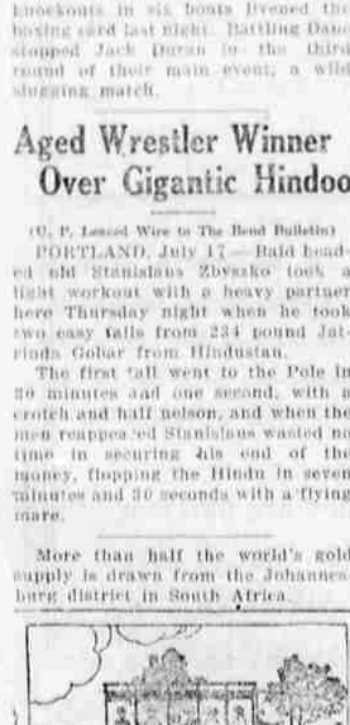 Knockouts in six bouts livened the
boxing card last night. Battling Dane
stopped Jack Doran in the third
round of their main event, a wild
slugging match.
Aged Wrestler Winner
Over Gigantic Hindoo
(U. P. Leased Wire to The Bend Bulletin)
PORTLAND, July 17 — Bald head-
ed old Stanislaus Zbyszko took a
light workout with a heavy partner
here Thursday night when he took
two easy falls from 234 pound Jat-
rinda Gobar from Hindustan.
The first fall went to the Pole in
20 minutes and one second, with a
crotch and half nelson, and when the
men reappeared Stanislaus wasted no
time in securing his end of the
money, flopping the Hindu in seven
minutes and 30 seconds with a flying
mare.
More than half the world's gold
supply is drawn from the Johannes-
burg district in South Africa.